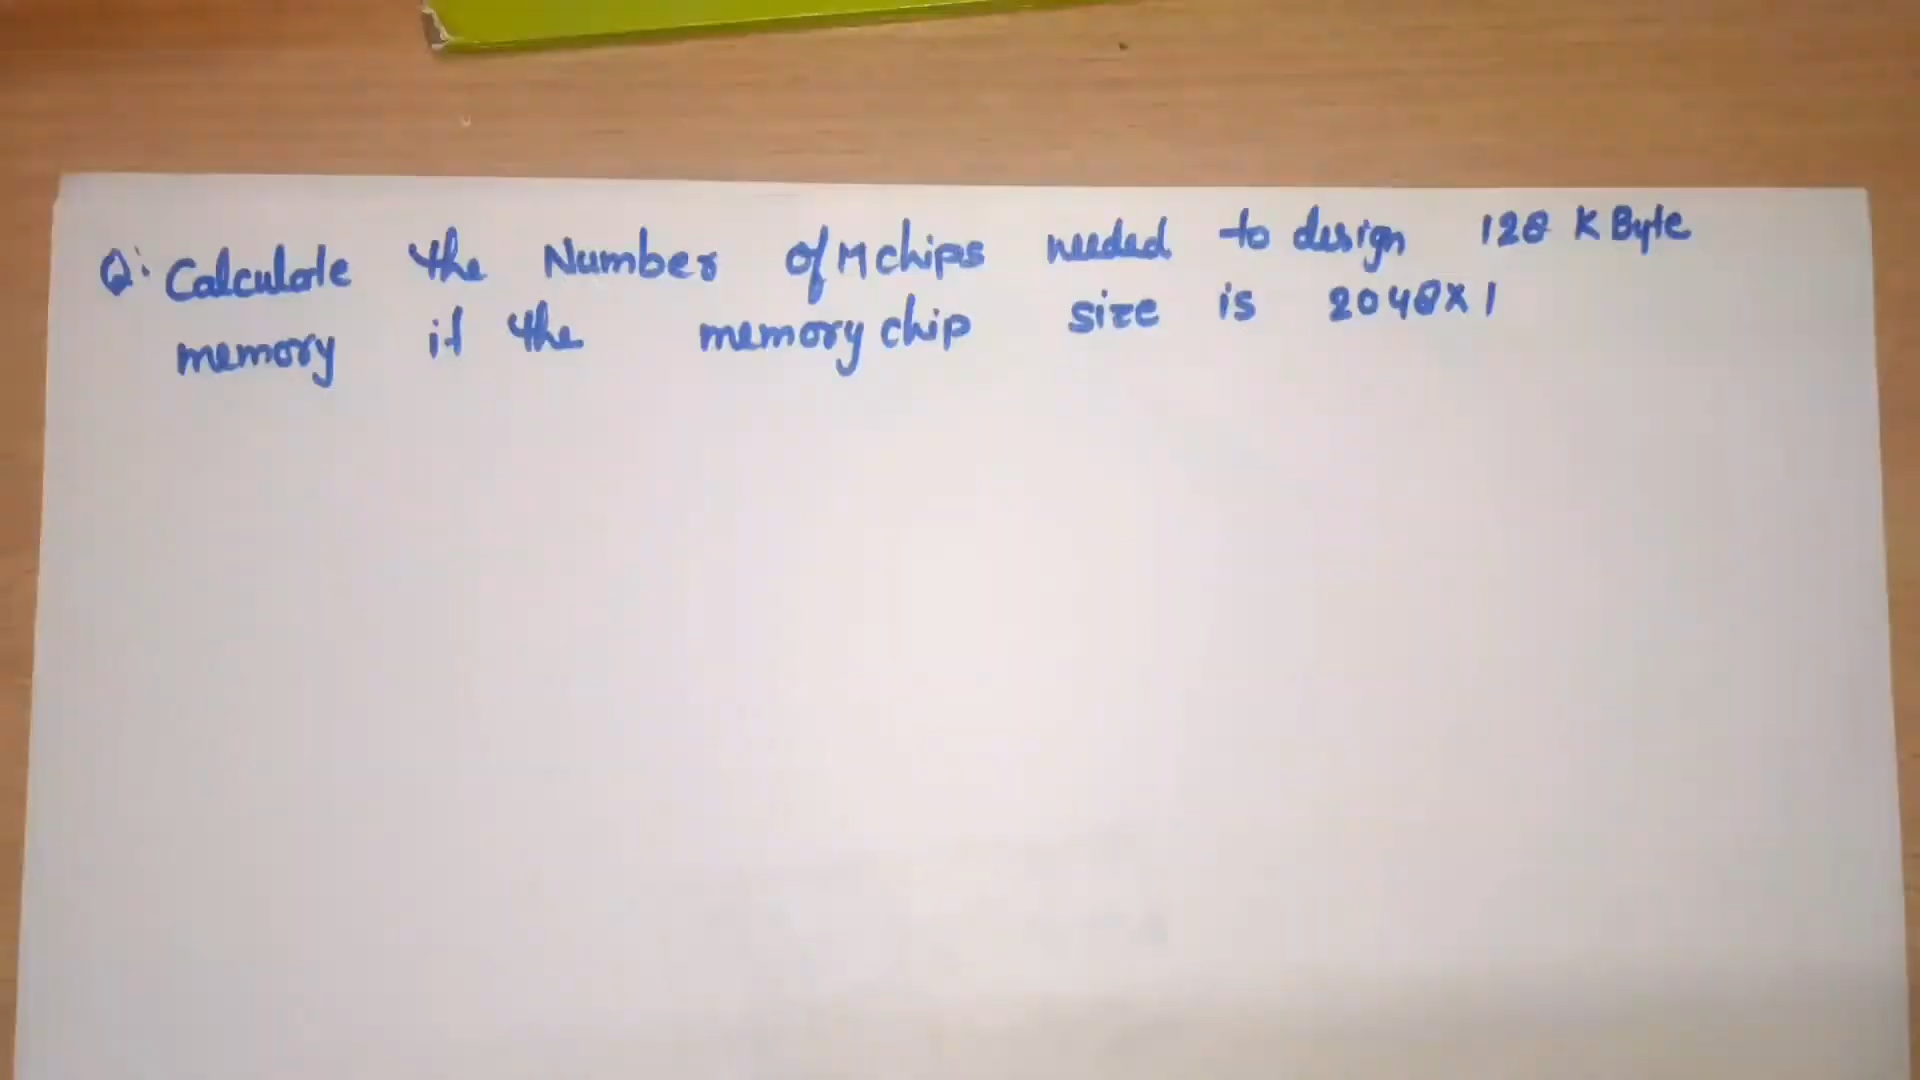 Q. Calculate the Number of M chips needed to design 128 K Byte
memory if the memory chip size is 2048 x 1